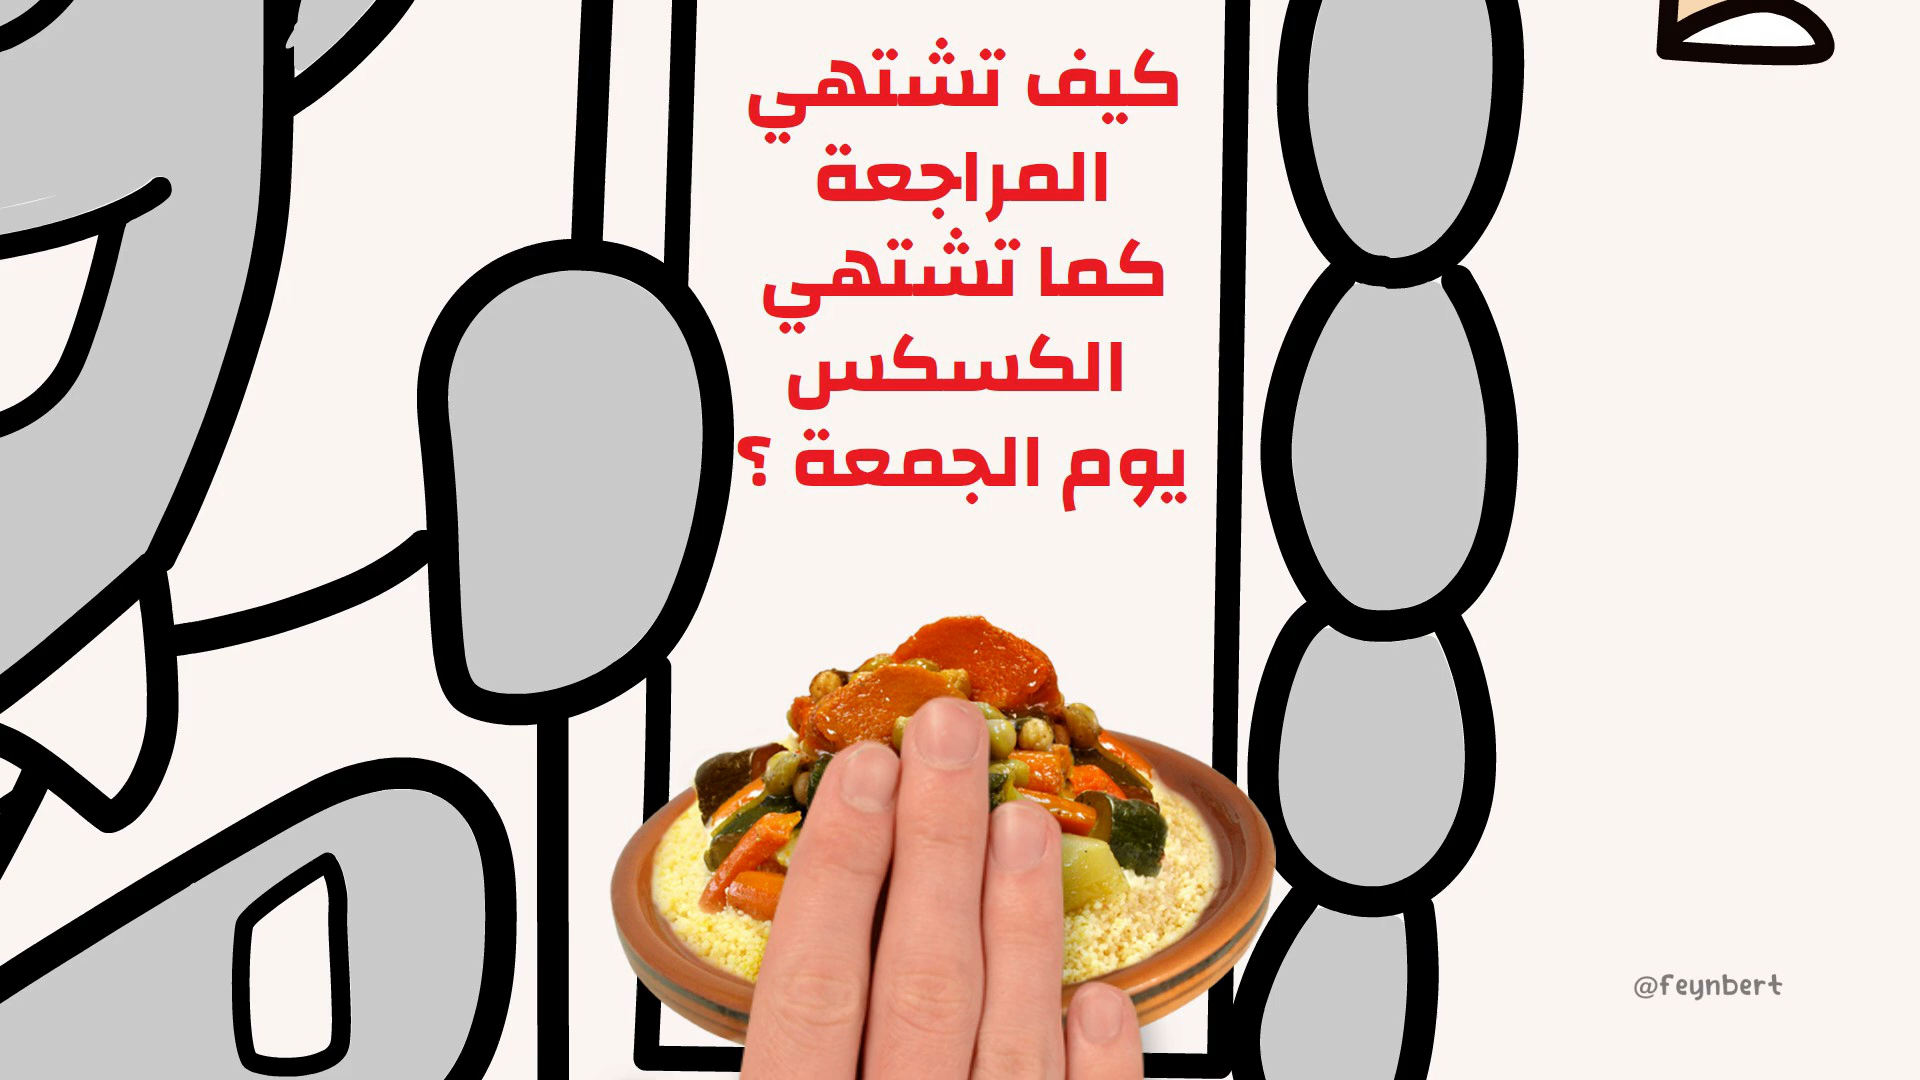 كيف تشتهي
المراجعة
كما تشتهي
الكسكس
يوم الجمعة ؟
@feynbert